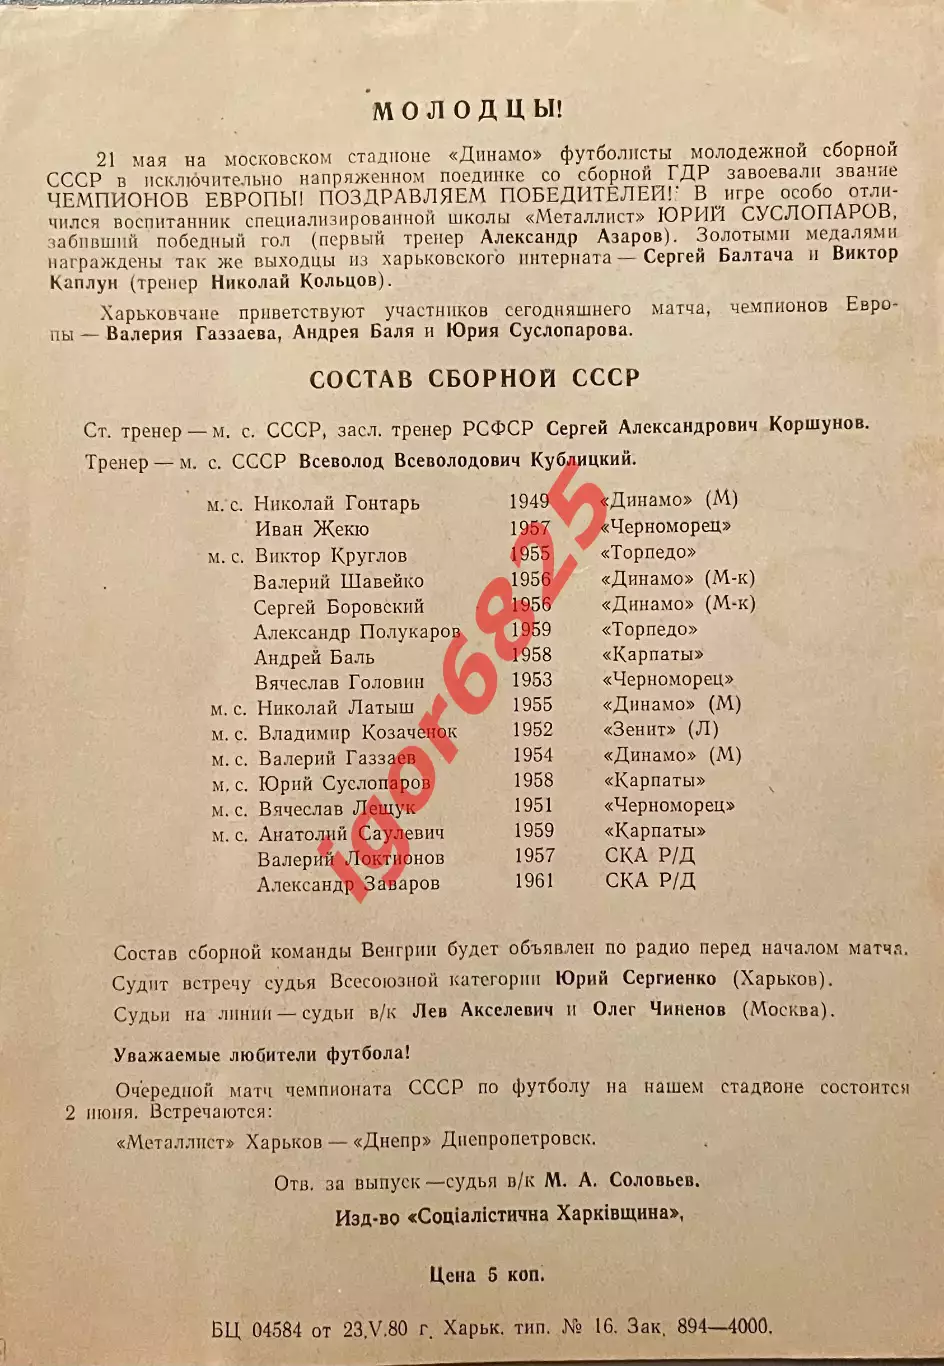 МОЛОДЦЫ!
21 мая на московском стадионе «Динамо» футболисты молодежной сборной
СССР в исключительно напряженном поединке со сборной ГДР завоевали звание
ЧЕМПИОНОВ ЕВРОПЫ! ПОЗДРАВЛЯЕМ ПОБЕДИТЕЛЕЙ!! В игре особо отли-
чился воспитанник специализированной школы «Металлист» ЮРИЙ СУСЛОПАРОВ,
забивший победный гол (первый тренер Александр Азаров). Золотыми медалями
награждены так же выходцы из харьковского интерната — Сергей Балтача и Виктор
Каплун (тренер Николай Кольцов).
Харьковчане приветствуют участников сегодняшнего матча, чемпионов Евро-
пы — Валерия Газзаева, Андрея Баля и Юрия Суслопарова.
СОСТАВ СБОРНОЙ СССР
Ст. тренер — м. с. СССР, засл. тренер РСФСР Сергей Александрович Коршунов.
Тренер — м. с. СССР Всеволод Всеволодович Кублицкий.
м. с. Николай Гонтарь 1949 «Динамо» (М)
Иван Жекю 1957 «Черноморец»
м. с. Виктор Круглов 1955 «Торпедо»
Валерий Шавейко 1956 «Динамо» (М-к)
Сергей Боровский 1956 «Динамо» (М-к)
Александр Полукаров 1959 «Торпедо»
Андрей Баль 1958 «Карпаты»
Вячеслав Головин 1953 «Черноморец»
м. с. Николай Латыш 1955 «Динамо» (М)
м. с. Владимир Козаченок 1952 «Зенит» (Л)
м. с. Валерий Газзаев 1954 «Динамо» (М)
м. с. Юрий Суслопаров 1958 «Карпаты»
м. с. Вячеслав Лещук 1951 «Черноморец»
м. с. Анатолий Саулевич 1959 «Карпаты»
Валерий Локтионов 1957 СКА Р/Д
Александр Заваров 1961 СКА Р/Д
igor6825
Состав сборной команды Венгрии будет объявлен по радио перед началом матча.
Судит встречу судья Всесоюзной категории Юрий Сергиенко (Харьков).
Судьи на линии — судьи в/к Лев Акселевич и Олег Чиненов (Москва).
Уважаемые любители футбола!
Очередной матч чемпионата СССР по футболу на нашем стадионе состоится
2 июня. Встречаются:
«Металлист» Харьков — «Днепр» Днепропетровск.
Отв. за выпуск — судья в/к М. А. Соловьев.
Изд-во «Соціалістична Харківщина»,
Цена 5 коп.
БЦ 04584 от 23.V.80 г. Харьк. тип. № 16. Зак. 894—4000.